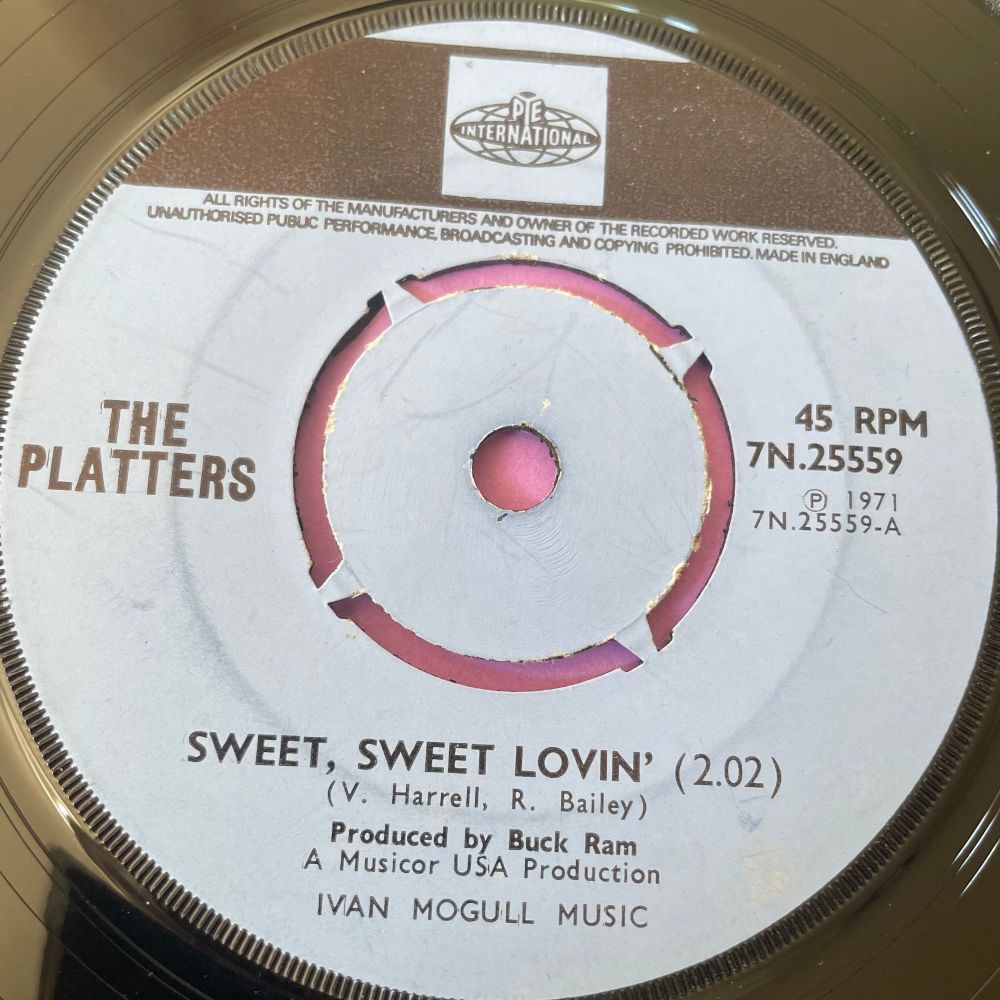 PYE
INTERNATIONAL
ALL RIGHTS OF THE MANUFACTURERS AND OWNER OF THE RECORDED WORK RESERVED.
UNAUTHORISED PUBLIC PERFORMANCE, BROADCASTING AND COPYING PROHIBITED. MADE IN ENGLAND
THE
PLATTERS
45 RPM
7N.25559
Ⓟ 1971
7N.25559-A
SWEET, SWEET LOVIN' (2.02)
(V. Harrell, R. Bailey)
Produced by Buck Ram
A Musicor USA Production
IVAN MOGULL MUSIC